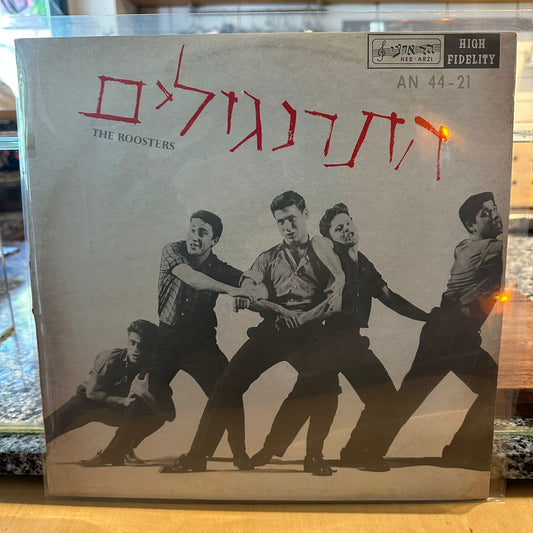 התרנגולים
THE ROOSTERS
הד ארצי
HED-ARZI
HIGH
FIDELITY
AN 44-21